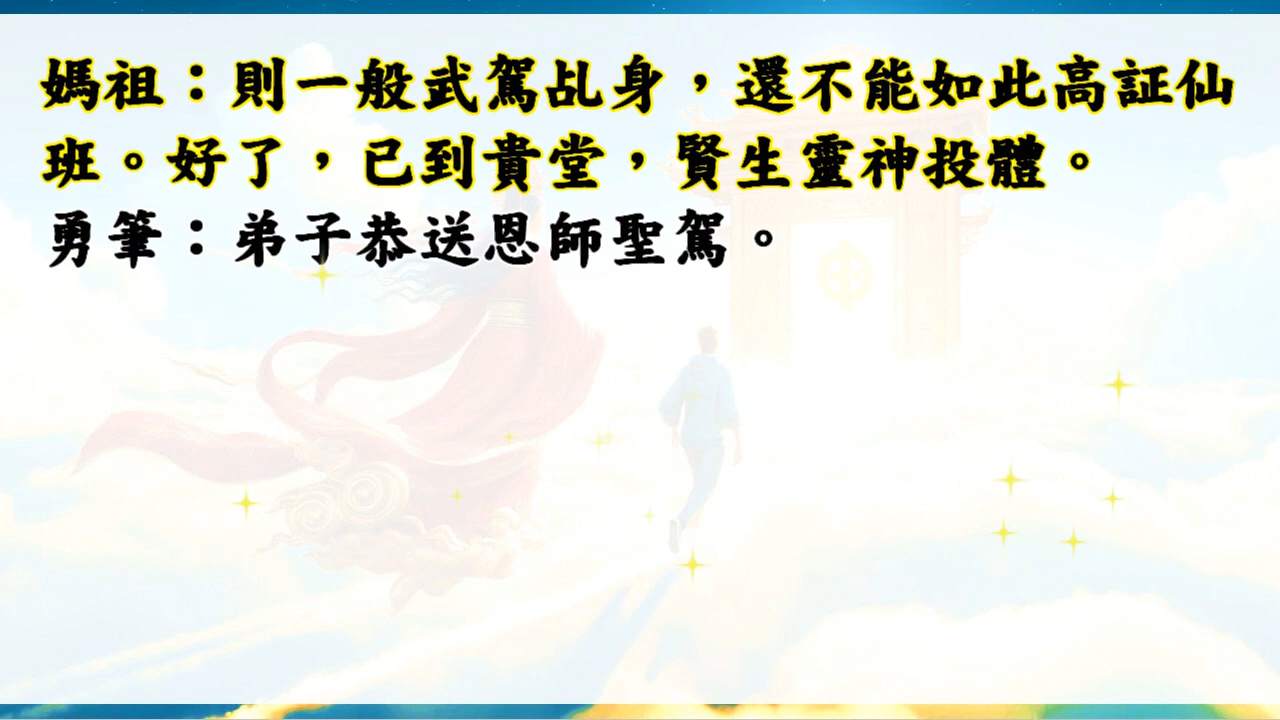 媽祖：則一般武駕乩身，還不能如此高証仙
班。好了，已到貴堂，賢生靈神投體。
勇筆：弟子恭送恩師聖駕。